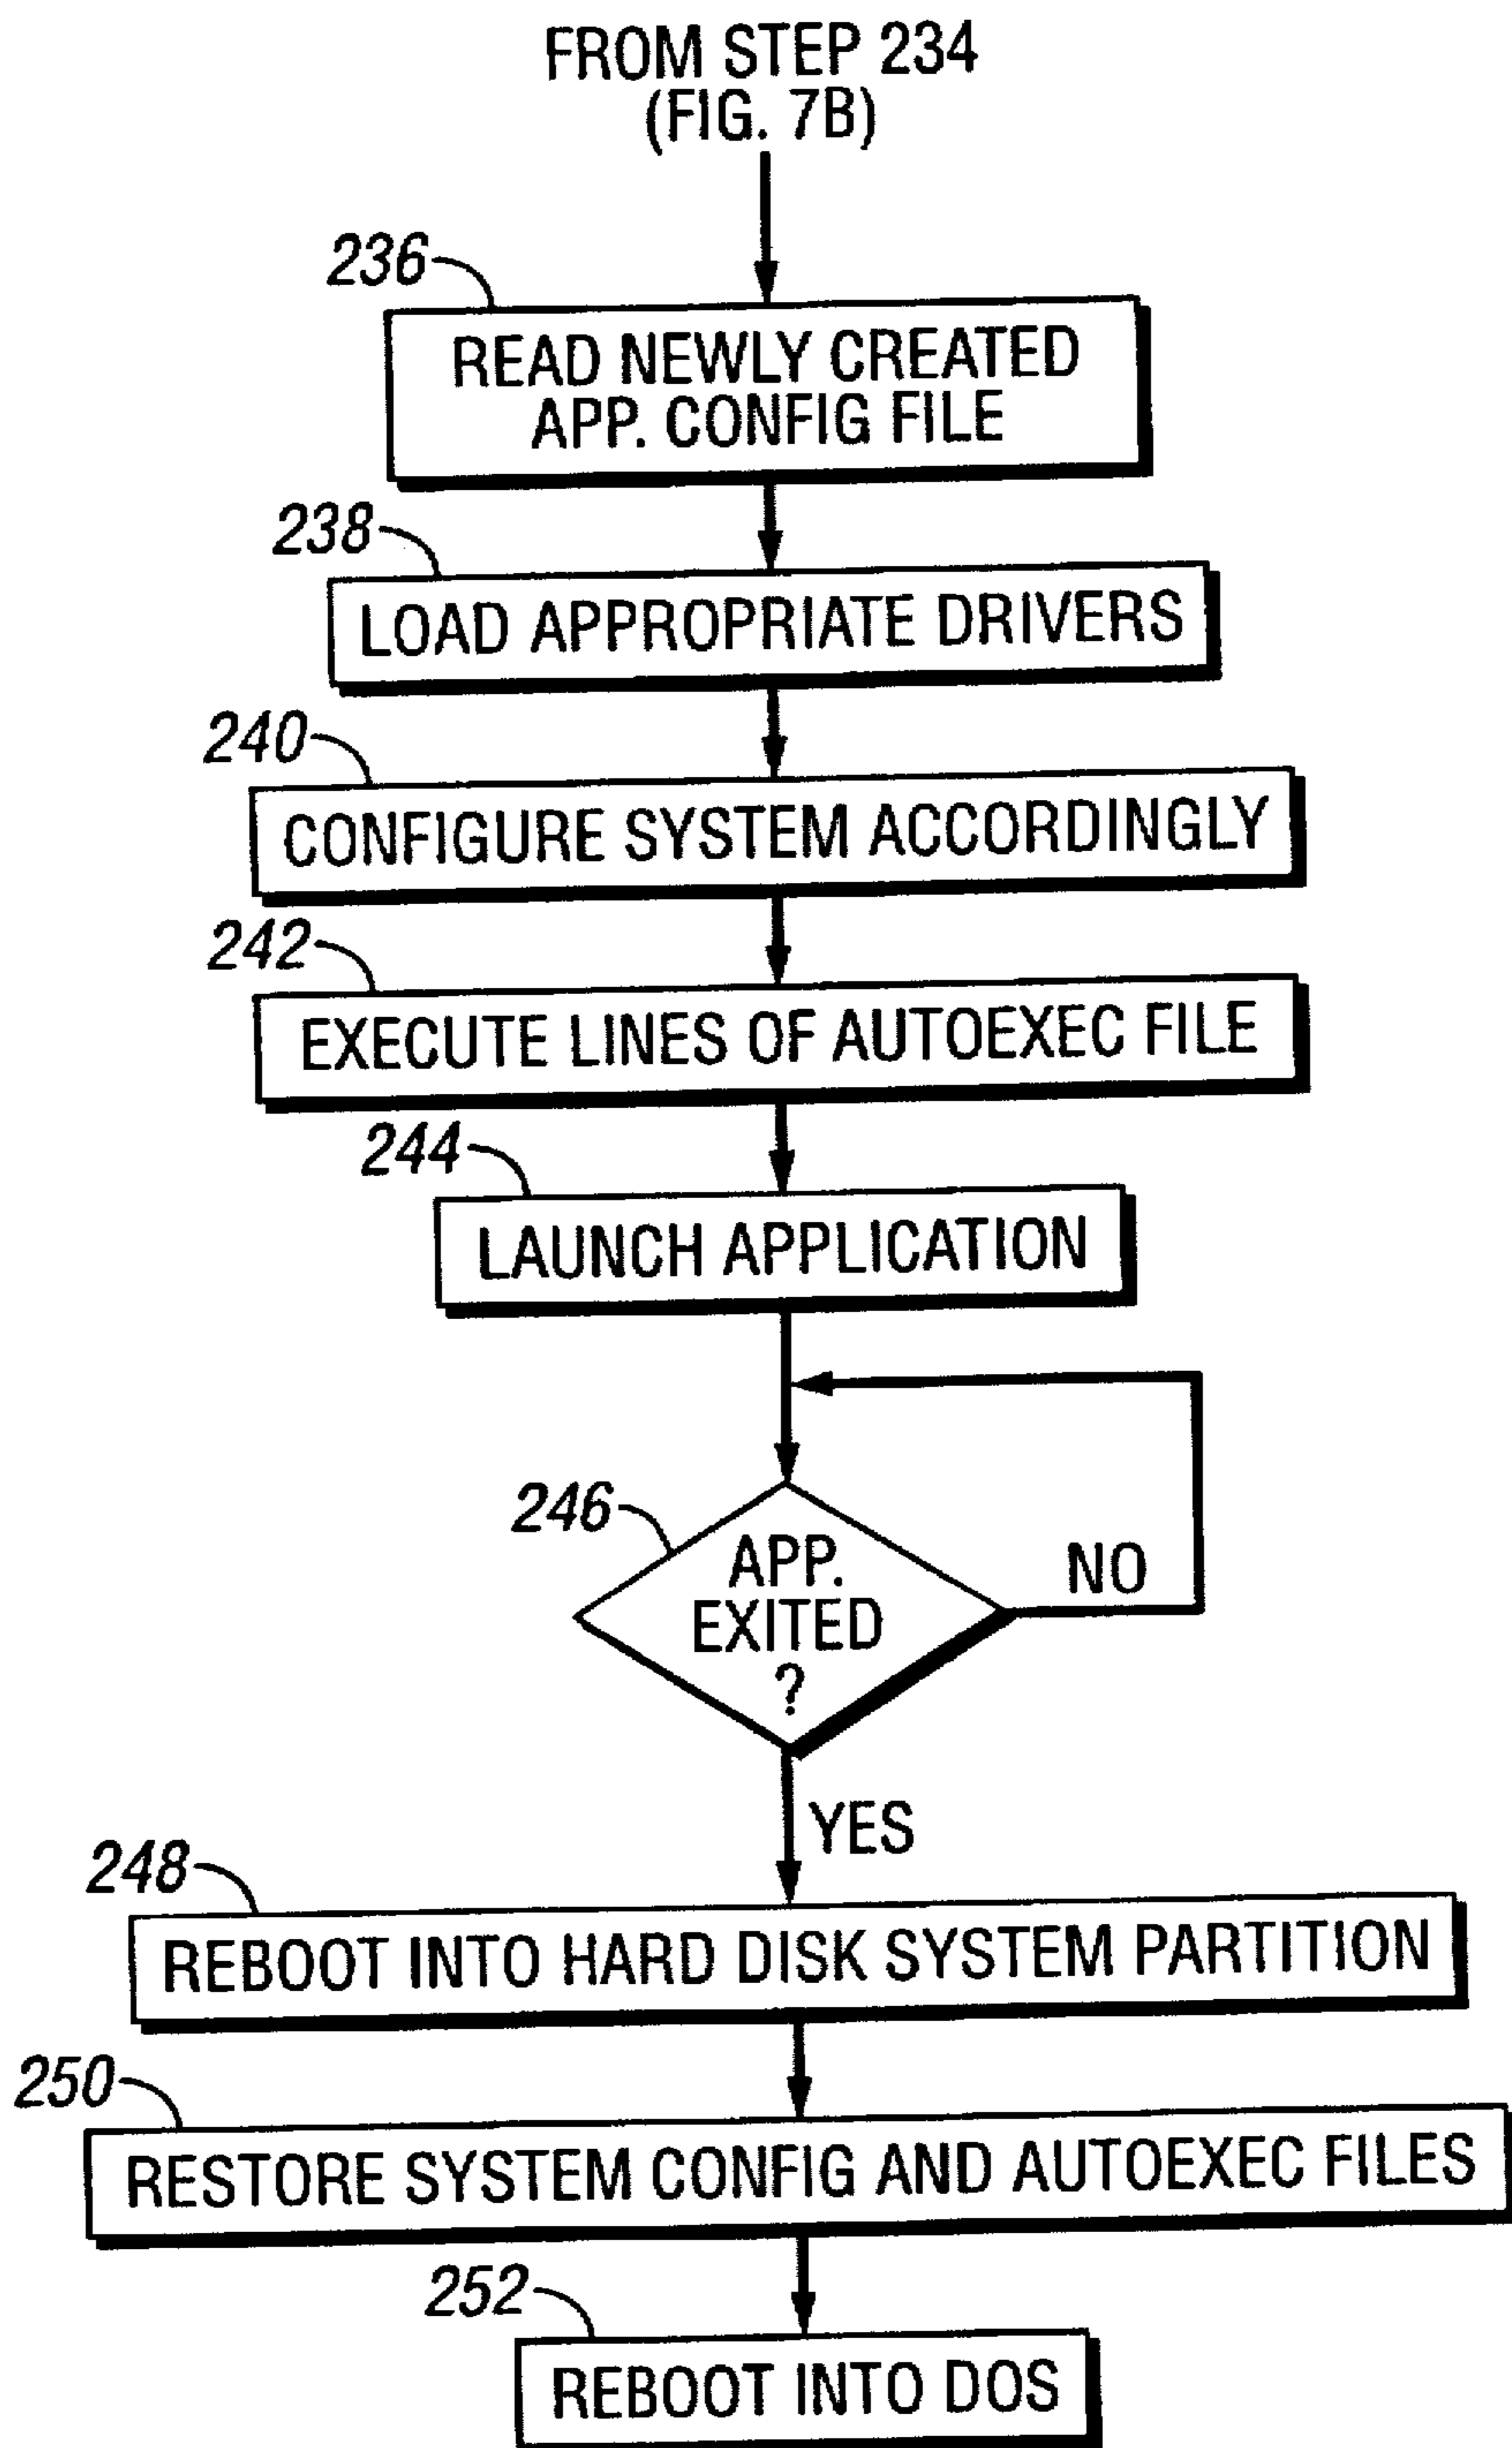 FROM STEP 234
(FIG. 7B)
236
READ NEWLY CREATED
APP. CONFIG FILE
238
LOAD APPROPRIATE DRIVERS
240
CONFIGURE SYSTEM ACCORDINGLY
242
EXECUTE LINES OF AUTOEXEC FILE
244
LAUNCH APPLICATION
246
APP.
EXITED
?
NO
YES
248
REBOOT INTO HARD DISK SYSTEM PARTITION
250
RESTORE SYSTEM CONFIG AND AUTOEXEC FILES
252
REBOOT INTO DOS